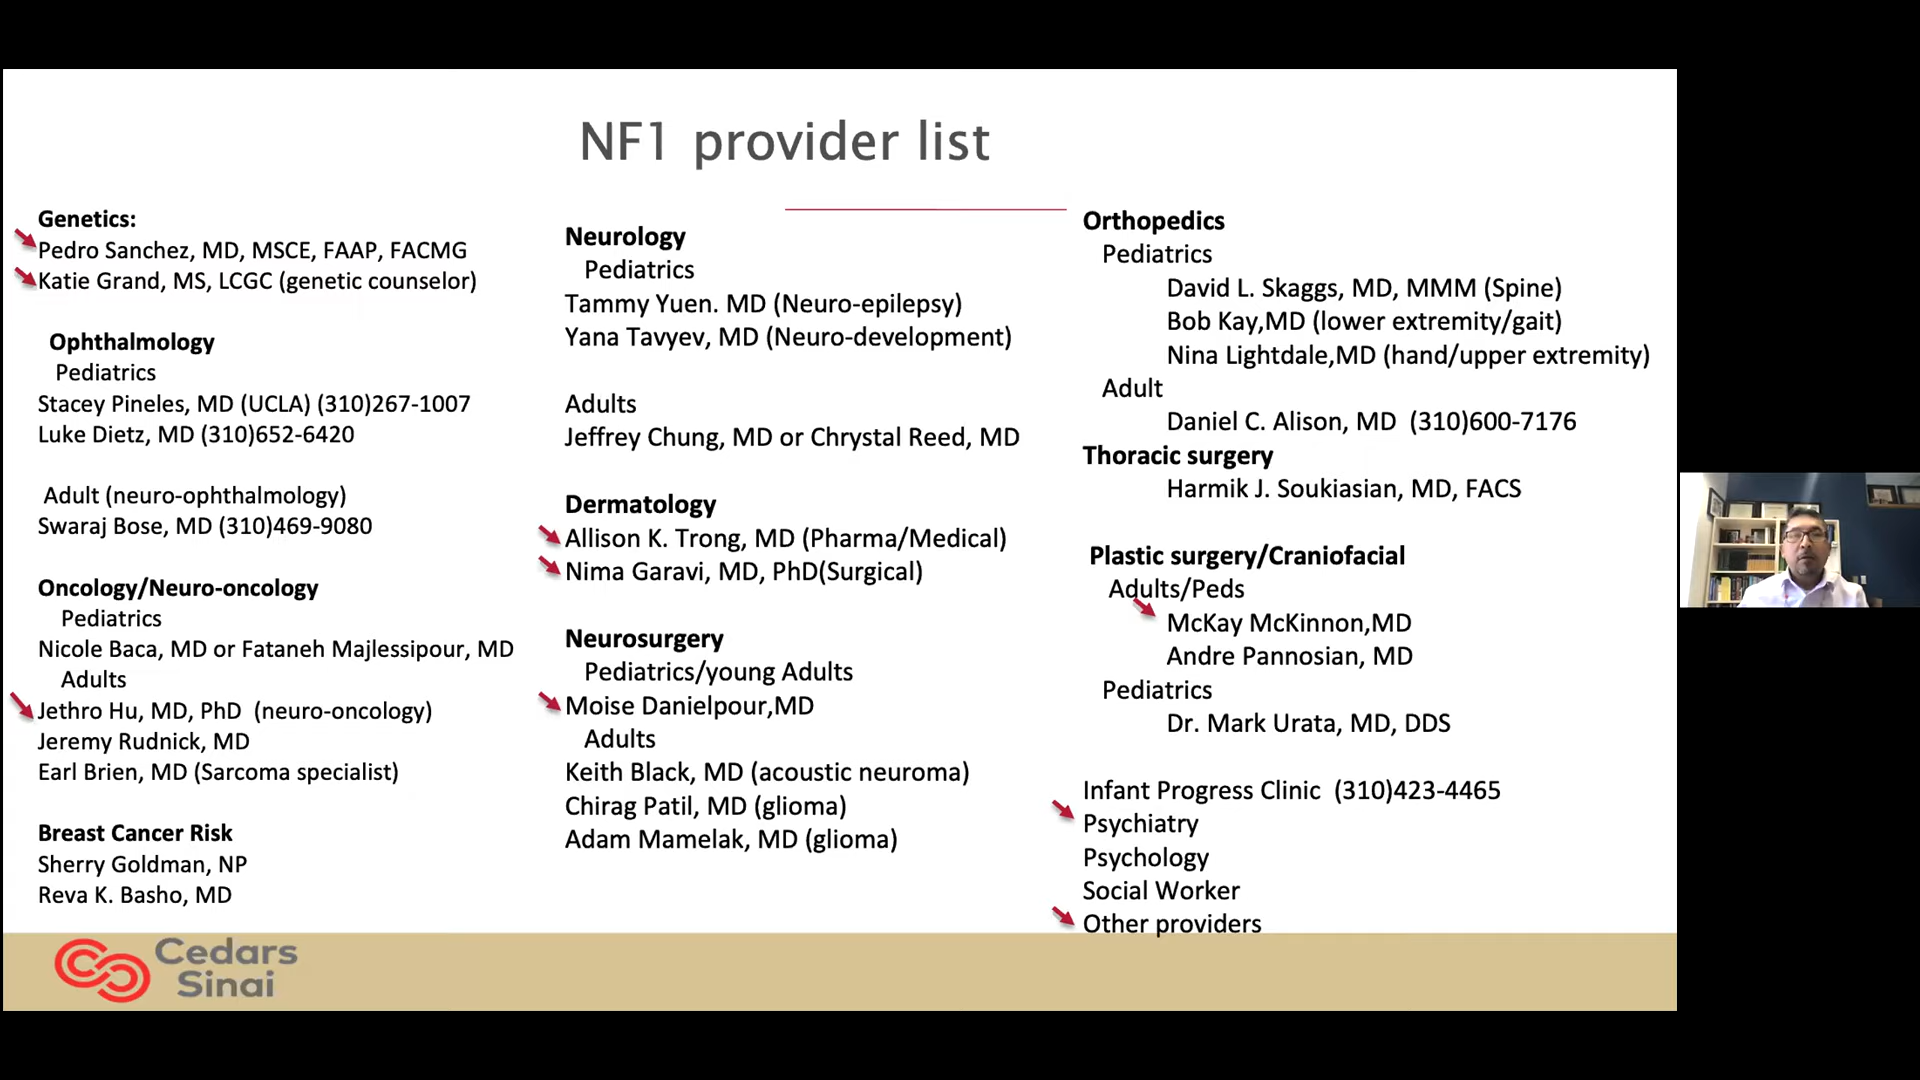 NF1 provider list
Genetics:
Pedro Sanchez, MD, MSCE, FAAP, FACMG
Katie Grand, MS, LCGC (genetic counselor)
Ophthalmology
Pediatrics
Stacey Pineles, MD (UCLA) (310)267-1007
Luke Dietz, MD (310)652-6420
Adult (neuro-ophthalmology)
Swaraj Bose, MD (310)469-9080
Oncology/Neuro-oncology
Pediatrics
Nicole Baca, MD or Fataneh Majlessipour, MD
Adults
Jethro Hu, MD, PhD  (neuro-oncology)
Jeremy Rudnick, MD
Earl Brien, MD (Sarcoma specialist)
Breast Cancer Risk
Sherry Goldman, NP
Reva K. Basho, MD
Neurology
Pediatrics
Tammy Yuen. MD (Neuro-epilepsy)
Yana Tavyev, MD (Neuro-development)
Adults
Jeffrey Chung, MD or Chrystal Reed, MD
Dermatology
Allison K. Trong, MD (Pharma/Medical)
Nima Garavi, MD, PhD(Surgical)
Neurosurgery
Pediatrics/young Adults
Moise Danielpour,MD
Adults
Keith Black, MD (acoustic neuroma)
Chirag Patil, MD (glioma)
Adam Mamelak, MD (glioma)
Orthopedics
Pediatrics
David L. Skaggs, MD, MMM (Spine)
Bob Kay,MD (lower extremity/gait)
Nina Lightdale,MD (hand/upper extremity)
Adult
Daniel C. Alison, MD  (310)600-7176
Thoracic surgery
Harmik J. Soukiasian, MD, FACS
Plastic surgery/Craniofacial
Adults/Peds
McKay McKinnon,MD
Andre Pannosian, MD
Pediatrics
Dr. Mark Urata, MD, DDS
Infant Progress Clinic  (310)423-4465
Psychiatry
Psychology
Social Worker
Other providers
Cedars
Sinai